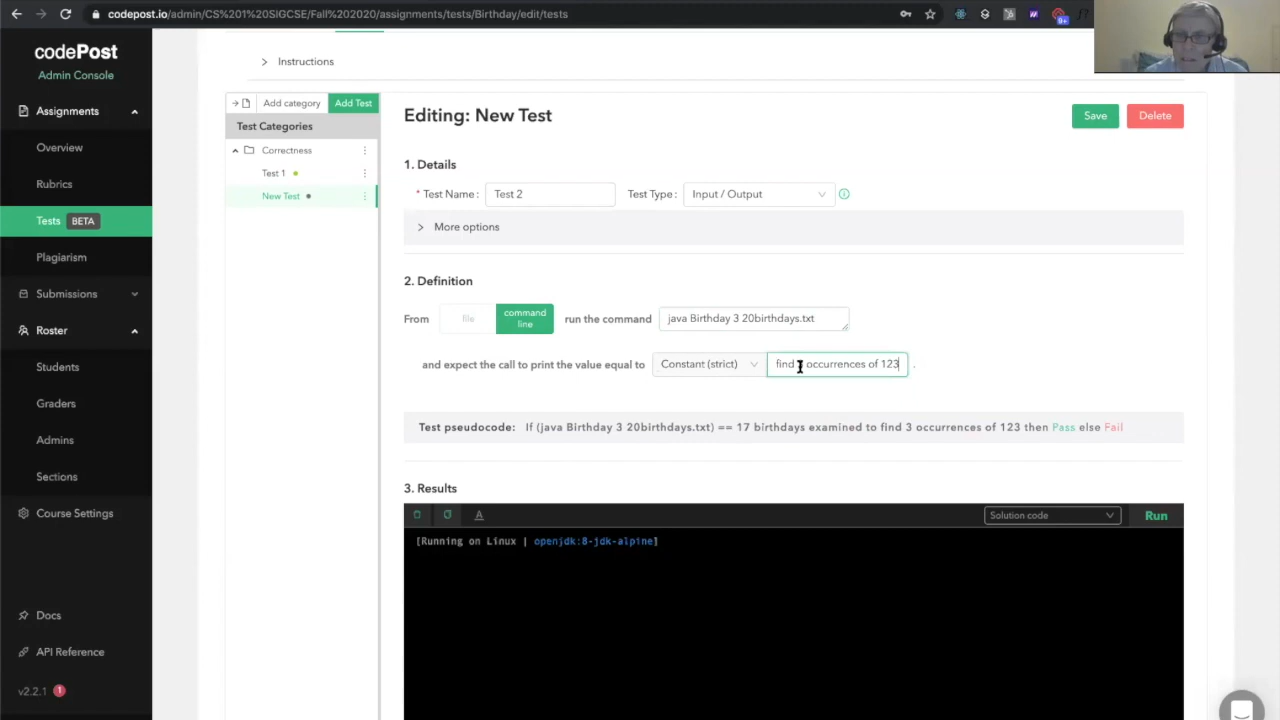 codepost.io/admin/CS%201%20SIGCSE/Fall%202020/assignments/tests/Birthday/edit/tests
9+
codePost
Admin Console
Assignments
Overview
Rubrics
Tests BETA
Plagiarism
Submissions
Roster
Students
Graders
Admins
Sections
Course Settings
Docs
API Reference
v2.2.1 1
Instructions
Add category Add Test
Test Categories
Correctness
Test 1
New Test
Editing: New Test
Save Delete
1. Details
* Test Name : Test 2 Test Type : Input / Output
More options
2. Definition
From file command line run the command java Birthday 3 20birthdays.txt
and expect the call to print the value equal to Constant (strict) find occurrences of 123 .
Test pseudocode: If (java Birthday 3 20birthdays.txt) == 17 birthdays examined to find 3 occurrences of 123 then Pass else Fail
3. Results
A Solution code Run
[Running on Linux | openjdk:8-jdk-alpine]